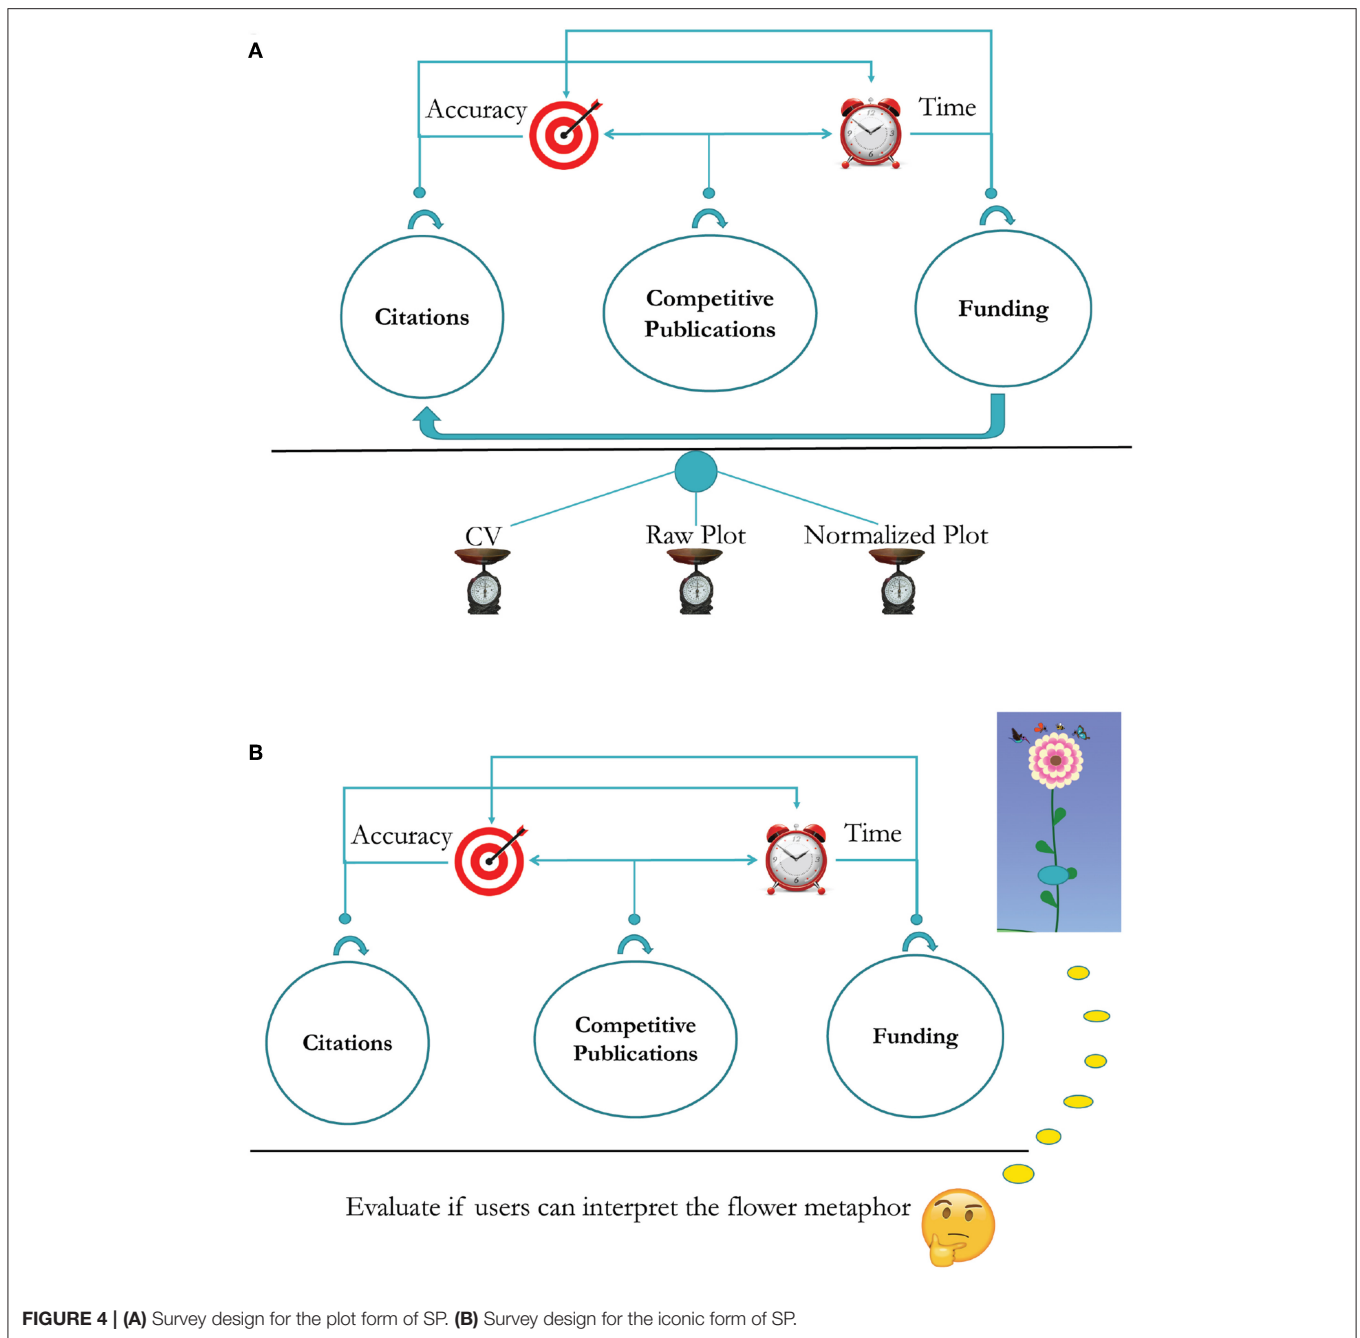 A
Accuracy
Time
Citations
Competitive
Publications
Funding
CV
Raw Plot
Normalized Plot
B
Accuracy
Time
Citations
Competitive
Publications
Funding
Evaluate if users can interpret the flower metaphor
FIGURE 4 | (A) Survey design for the plot form of SP. (B) Survey design for the iconic form of SP.